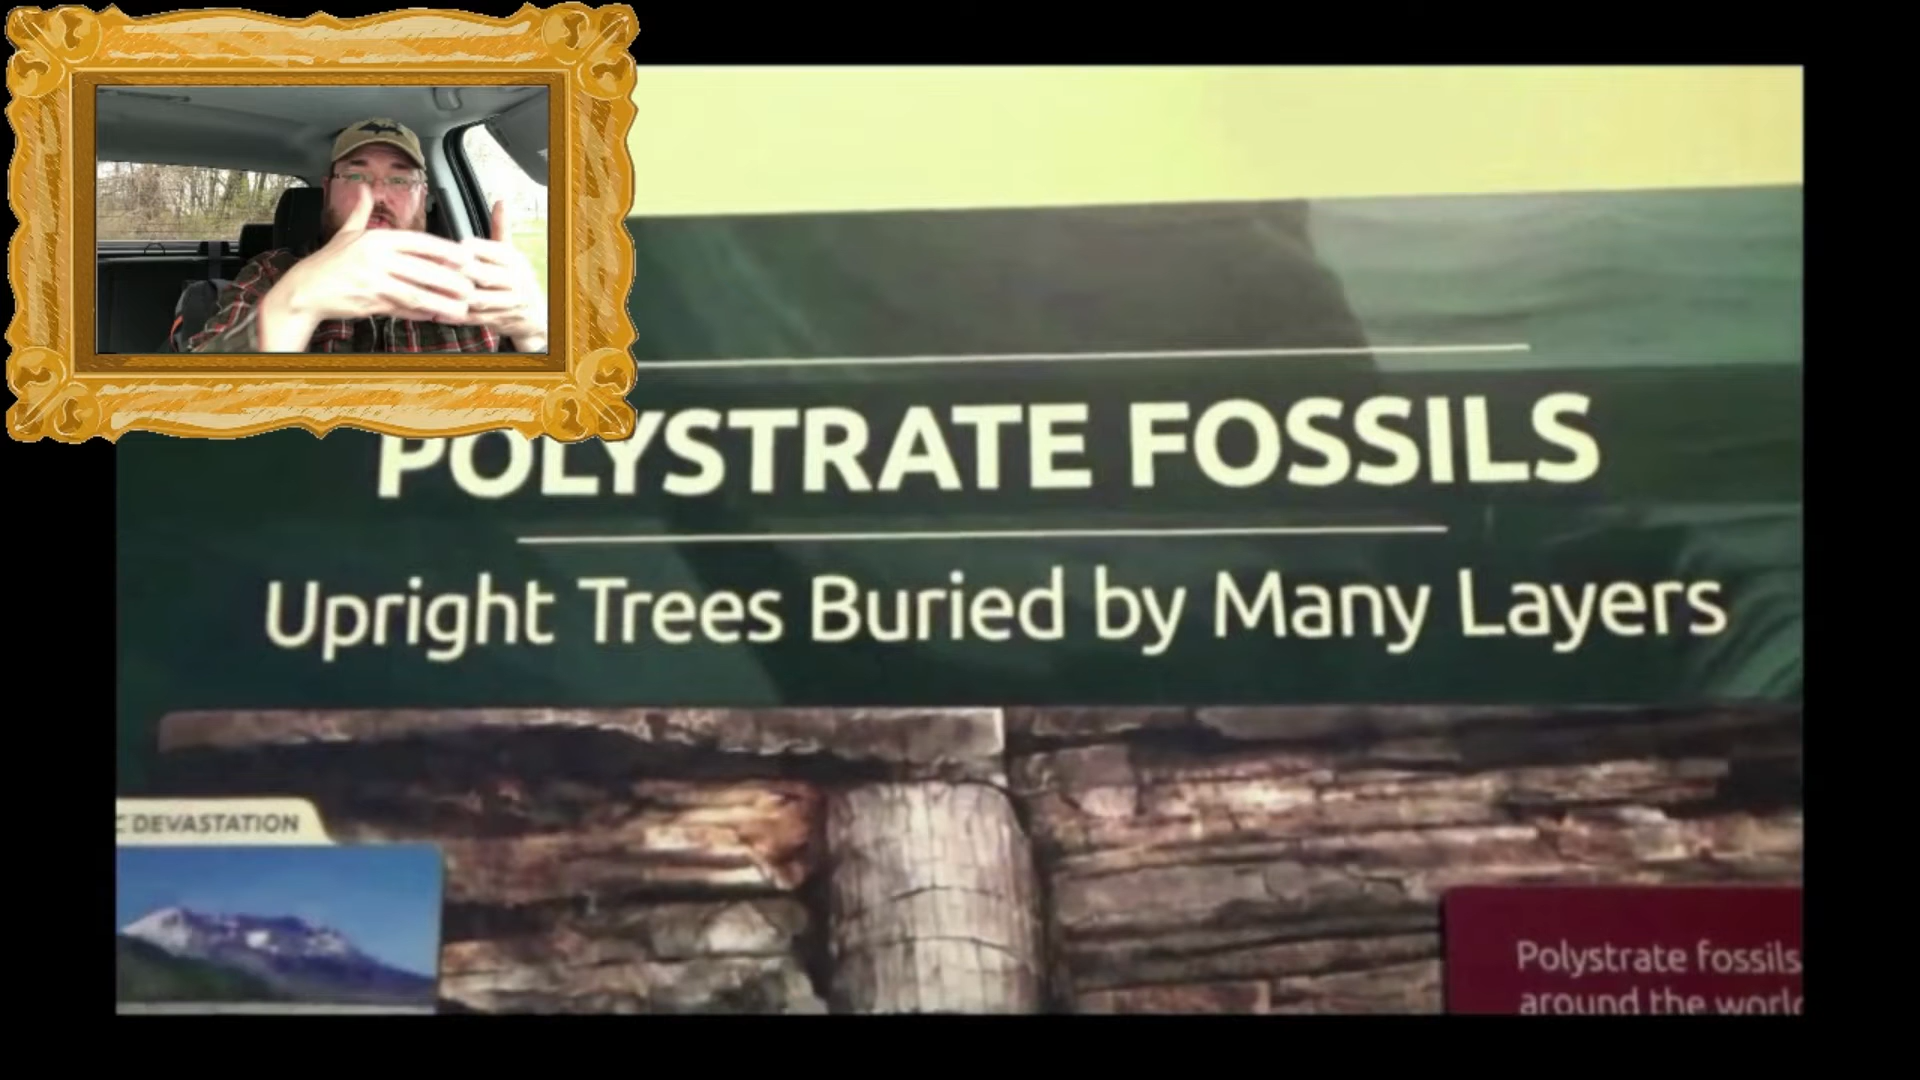 POLYSTRATE FOSSILS
Upright Trees Buried by Many Layers
DEVASTATION
Polystrate fossils
around the world